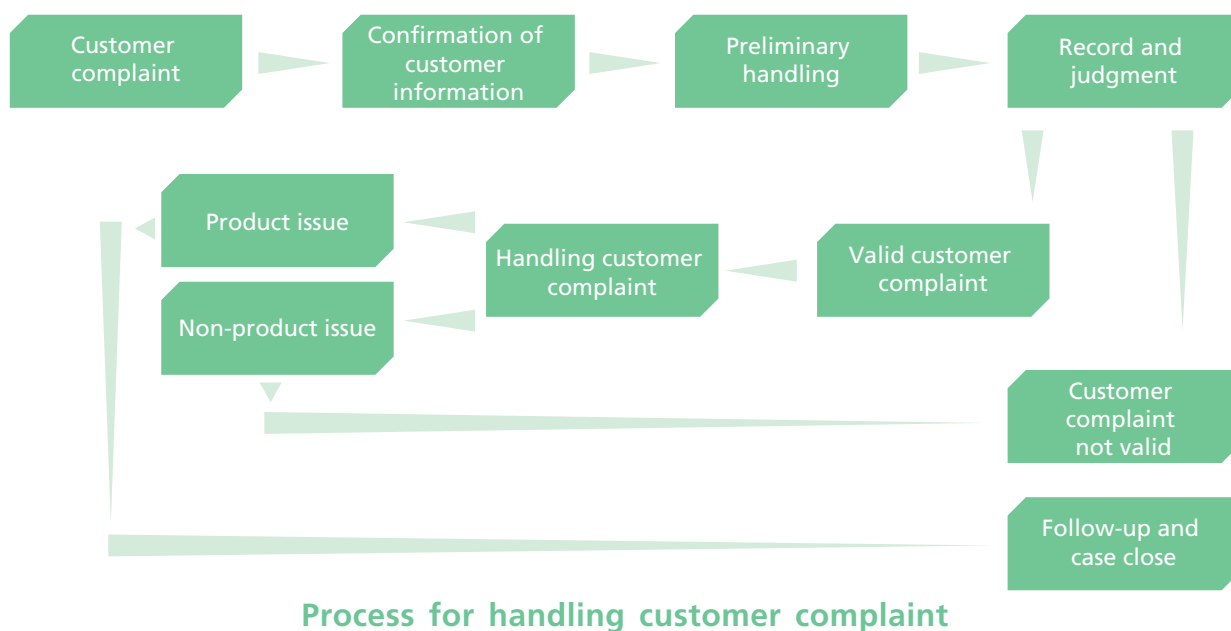 Customer
complaint
Confirmation of
customer
information
Preliminary
handling
Record and
judgment
Product issue
Non-product issue
Handling customer
complaint
Valid customer
complaint
Customer
complaint
not valid
Follow-up and
case close
Process for handling customer complaint